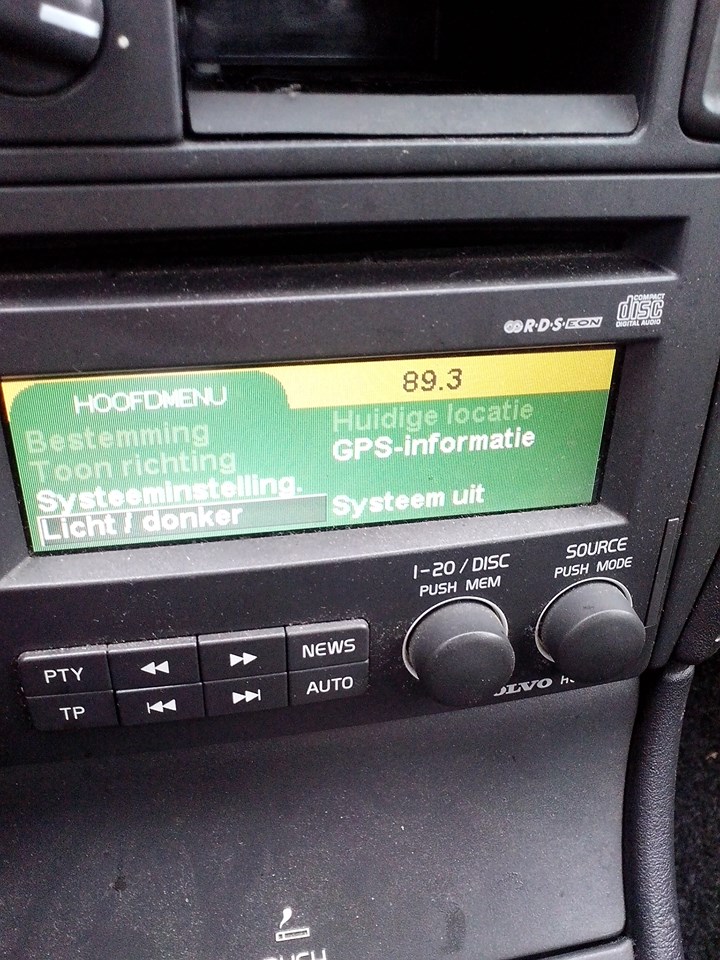 COMPACT
disc
DIGITAL AUDIO
R·D·S EON
HOOFDMENU
89.3
Bestemming
Huidige locatie
Toon richting
GPS-informatie
Systeeminstelling.
Licht / donker
Systeem uit
1-20 / DISC
PUSH MEM
SOURCE
PUSH MODE
PTY
NEWS
TP
AUTO